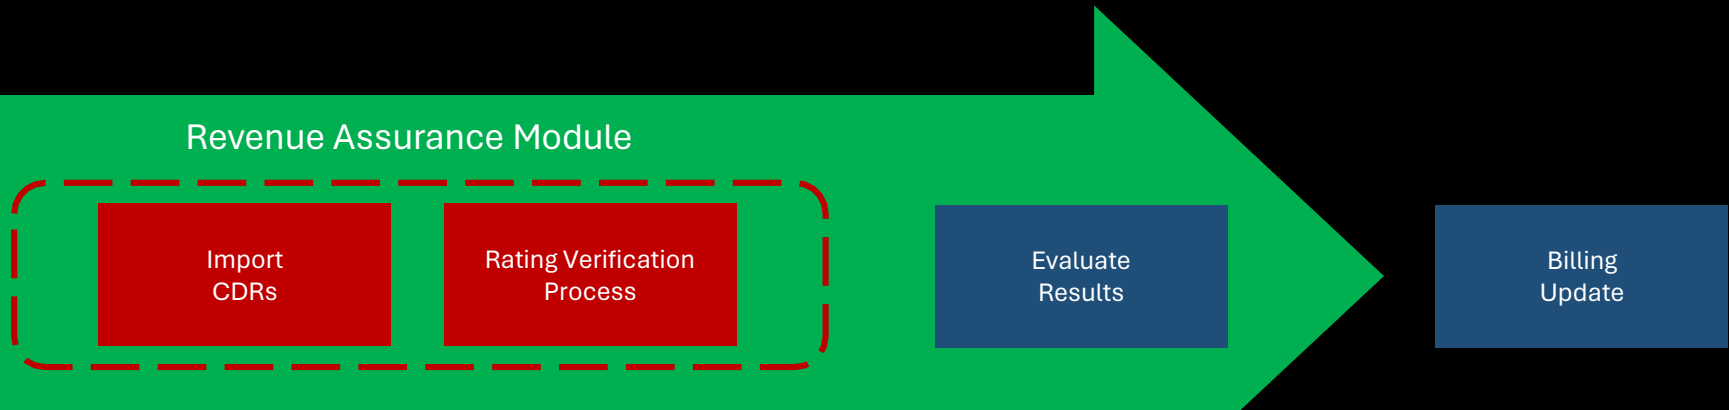 Revenue Assurance Module
Import
CDRs
Rating Verification
Process
Evaluate
Results
Billing
Update